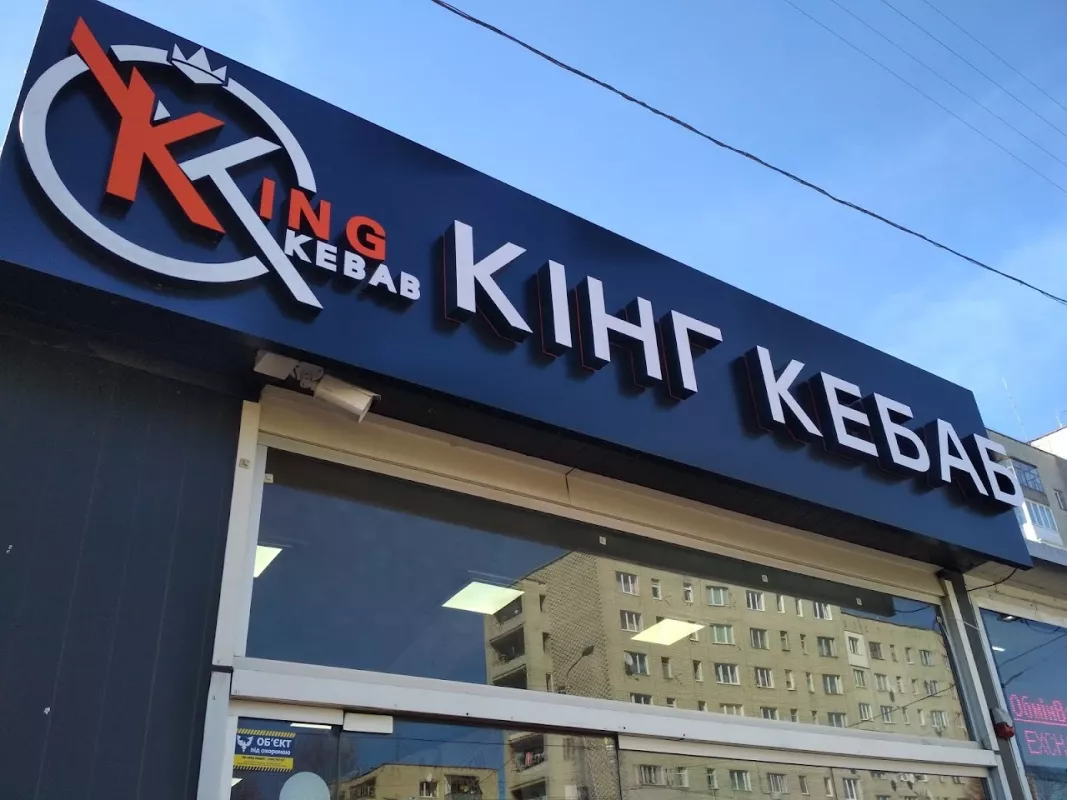 KING
KEBAB
КІНГ КЕБАБ
ОБ'ЄКТ
під охороною